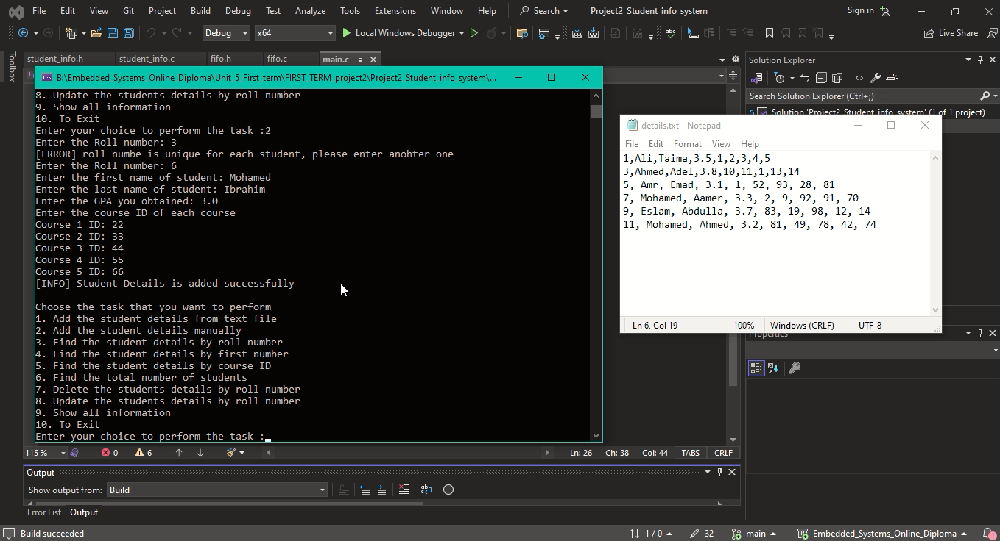 File Edit View Git Project Build Debug Test Analyze Tools Extensions Window Help Search Project2_Student_info_system Sign in
Debug x64 Local Windows Debugger Live Share
Toolbox
student_info.h student_info.c fifo.h fifo.c main.c
B:\Embedded_Systems_Online_Diploma\Unit_5_First_term\FIRST_TERM_project2\Project2_Student_info_system\...
8. Update the students details by roll number
9. Show all information
10. To Exit
Enter your choice to perform the task :2
Enter the Roll number: 3
[ERROR] roll numbe is unique for each student, please enter anohter one
Enter the Roll number: 6
Enter the first name of student: Mohamed
Enter the last name of student: Ibrahim
Enter the GPA you obtained: 3.0
Enter the course ID of each course
Course 1 ID: 22
Course 2 ID: 33
Course 3 ID: 44
Course 4 ID: 55
Course 5 ID: 66
[INFO] Student Details is added successfully
Choose the task that you want to perform
1. Add the student details from text file
2. Add the student details manually
3. Find the student details by roll number
4. Find the student details by first number
5. Find the student details by course ID
6. Find the total number of students
7. Delete the students details by roll number
8. Update the students details by roll number
9. Show all information
10. To Exit
Enter your choice to perform the task :
Solution Explorer
Search Solution Explorer (Ctrl+;)
Solution 'Project2_Student_info_system' (1 of 1 project)
details.txt - Notepad
File Edit Format View Help
1,Ali,Taima,3.5,1,2,3,4,5
3,Ahmed,Adel,3.8,10,11,1,13,14
5, Amr, Emad, 3.1, 1, 52, 93, 28, 81
7, Mohamed, Aamer, 3.3, 2, 9, 92, 91, 70
9, Eslam, Abdulla, 3.7, 83, 19, 98, 12, 14
11, Mohamed, Ahmed, 3.2, 81, 49, 78, 42, 74
Ln 6, Col 19 100% Windows (CRLF) UTF-8
Properties
115% 0 6 Ln: 26 Ch: 38 Col: 44 TABS CRLF
Output
Show output from: Build
Error List Output
Build succeeded 1 / 0 32 main Embedded_Systems_Online_Diploma 1